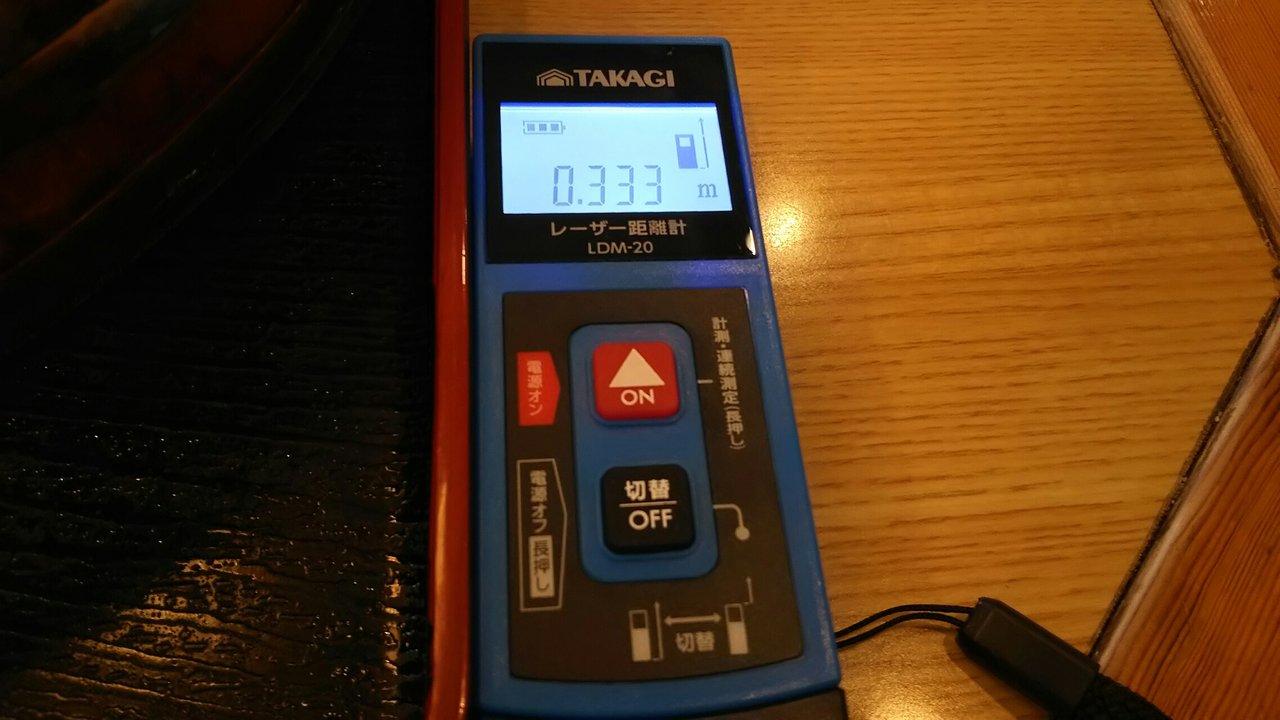 TAKAGI
0.333 m
レーザー距離計
LDM-20
計測・連続測定(長押し)
電源オン
ON
切替
OFF
電源オフ
長押し
切替